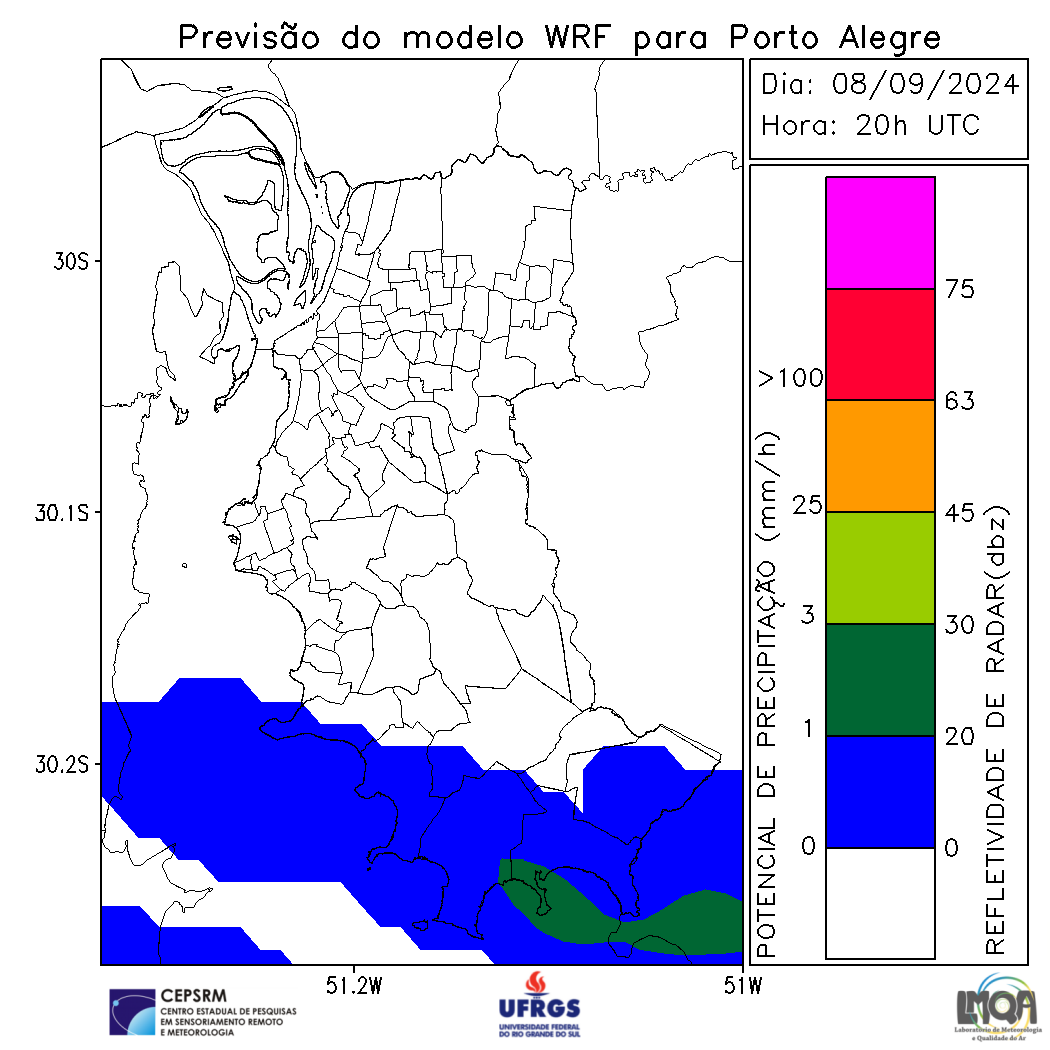 Previsão do modelo WRF para Porto Alegre
Dia: 08/09/2024
Hora: 20h UTC
30S
30.1S
30.2S
51.2W
51W
POTENCIAL DE PRECIPITAÇÃO (mm/h)
>100
25
3
1
0
75
63
45
30
20
0
REFLETIVIDADE DE RADAR(dbz)
CEPSRM
CENTRO ESTADUAL DE PESQUISAS
EM SENSORIAMENTO REMOTO
E METEOROLOGIA
UFRGS
UNIVERSIDADE FEDERAL
DO RIO GRANDE DO SUL
LMQA
Laboratório de Meteorologia
e Qualidade do Ar